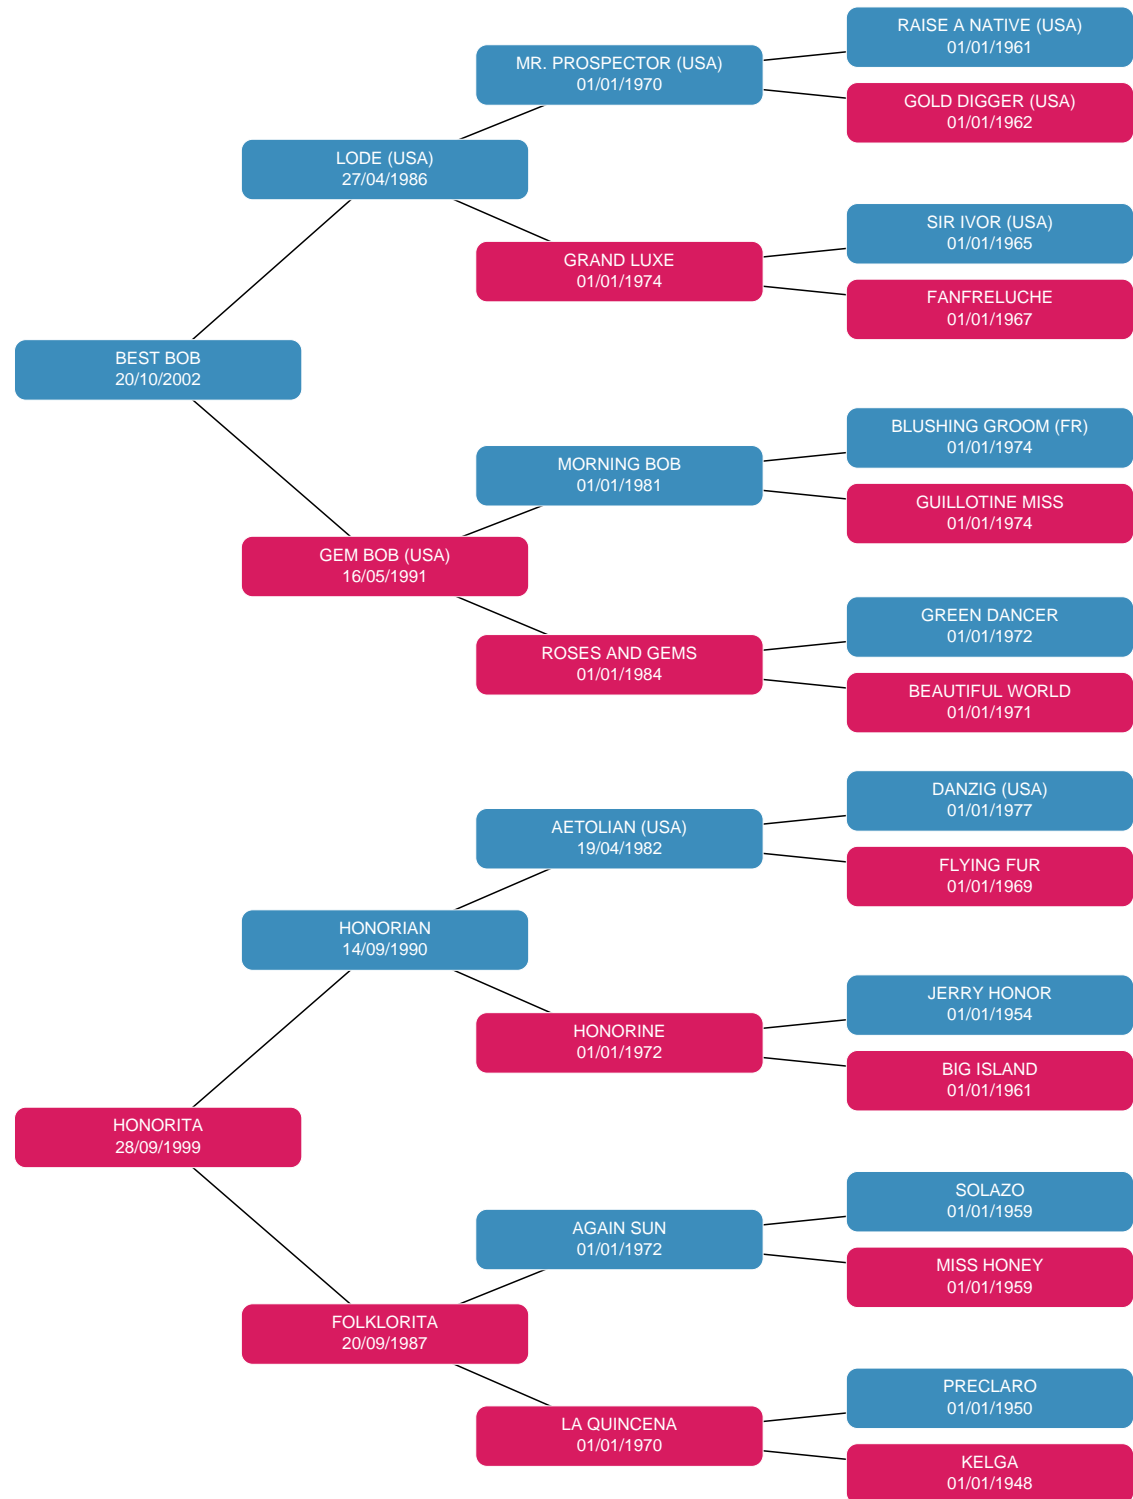 RAISE A NATIVE (USA)
01/01/1961
MR. PROSPECTOR (USA)
01/01/1970
GOLD DIGGER (USA)
01/01/1962
LODE (USA)
27/04/1986
SIR IVOR (USA)
01/01/1965
GRAND LUXE
01/01/1974
FANFRELUCHE
01/01/1967
BEST BOB
20/10/2002
BLUSHING GROOM (FR)
01/01/1974
MORNING BOB
01/01/1981
GUILLOTINE MISS
01/01/1974
GEM BOB (USA)
16/05/1991
GREEN DANCER
01/01/1972
ROSES AND GEMS
01/01/1984
BEAUTIFUL WORLD
01/01/1971
DANZIG (USA)
01/01/1977
AETOLIAN (USA)
19/04/1982
FLYING FUR
01/01/1969
HONORIAN
14/09/1990
JERRY HONOR
01/01/1954
HONORINE
01/01/1972
BIG ISLAND
01/01/1961
HONORITA
28/09/1999
SOLAZO
01/01/1959
AGAIN SUN
01/01/1972
MISS HONEY
01/01/1959
FOLKLORITA
20/09/1987
PRECLARO
01/01/1950
LA QUINCENA
01/01/1970
KELGA
01/01/1948